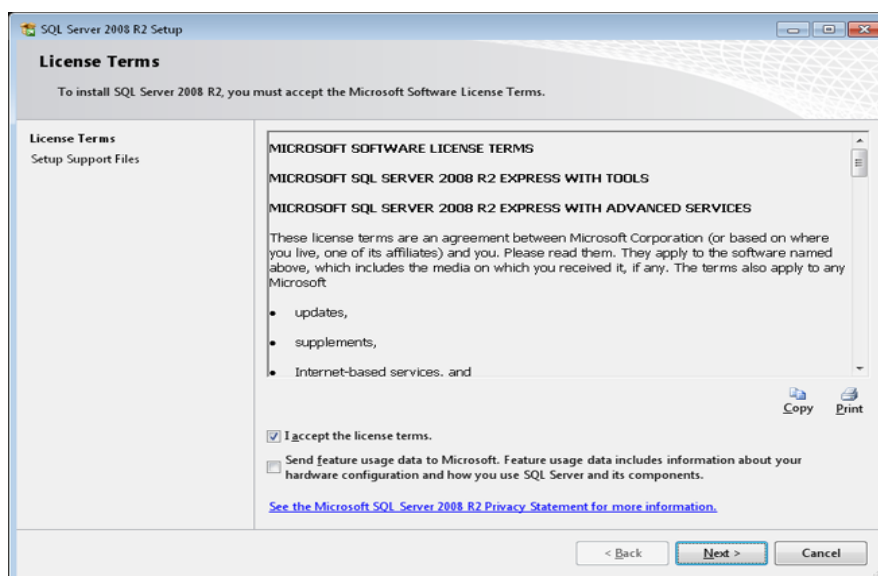 SQL Server 2008 R2 Setup
License Terms
To install SQL Server 2008 R2, you must accept the Microsoft Software License Terms.
License Terms
Setup Support Files
MICROSOFT SOFTWARE LICENSE TERMS
MICROSOFT SQL SERVER 2008 R2 EXPRESS WITH TOOLS
MICROSOFT SQL SERVER 2008 R2 EXPRESS WITH ADVANCED SERVICES
These license terms are an agreement between Microsoft Corporation (or based on where
you live, one of its affiliates) and you. Please read them. They apply to the software named
above, which includes the media on which you received it, if any. The terms also apply to any
Microsoft
• updates,
• supplements,
• Internet-based services, and
Copy Print
I accept the license terms.
Send feature usage data to Microsoft. Feature usage data includes information about your
hardware configuration and how you use SQL Server and its components.
See the Microsoft SQL Server 2008 R2 Privacy Statement for more information.
< Back Next > Cancel